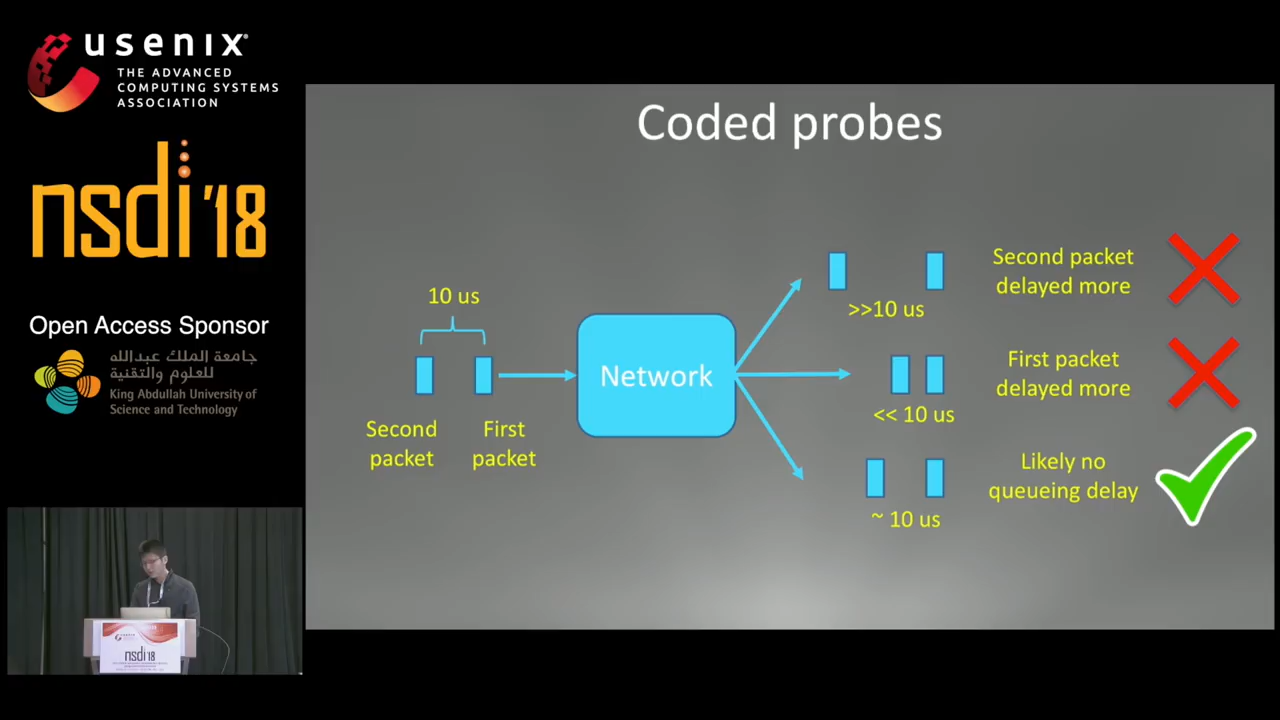 usenix
THE ADVANCED
COMPUTING SYSTEMS
ASSOCIATION
nsdi '18
Open Access Sponsor
جامعة الملك عبدالله
للعلوم والتقنية
King Abdullah University of
Science and Technology
Coded probes
10 us
Second
packet
First
packet
Network
>>10 us
Second packet
delayed more
<< 10 us
First packet
delayed more
~ 10 us
Likely no
queueing delay
usenix
nsdi'18